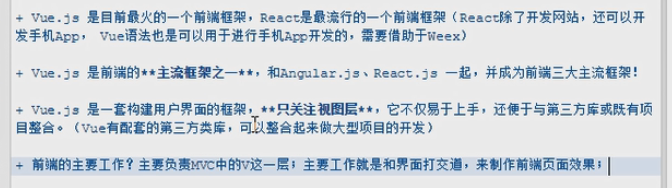 + Vue.js 是目前最火的一个前端框架，React是最流行的一个前端框架（React除了开发网站，还可以开
发手机App， Vue语法也是可以用于进行手机App开发的，需要借助于Weex）
+ Vue.js 是前端的**主流框架之一**，和Angular.js、React.js 一起，并成为前端三大主流框架！
+ Vue.js 是一套构建用户界面的框架，**只关注视图层**，它不仅易于上手，还便于与第三方库或既有项
目整合。（Vue有配套的第三方类库，可以整合起来做大型项目的开发）
+ 前端的主要工作？主要负责MVC中的V这一层；主要工作就是和界面打交道，来制作前端页面效果；